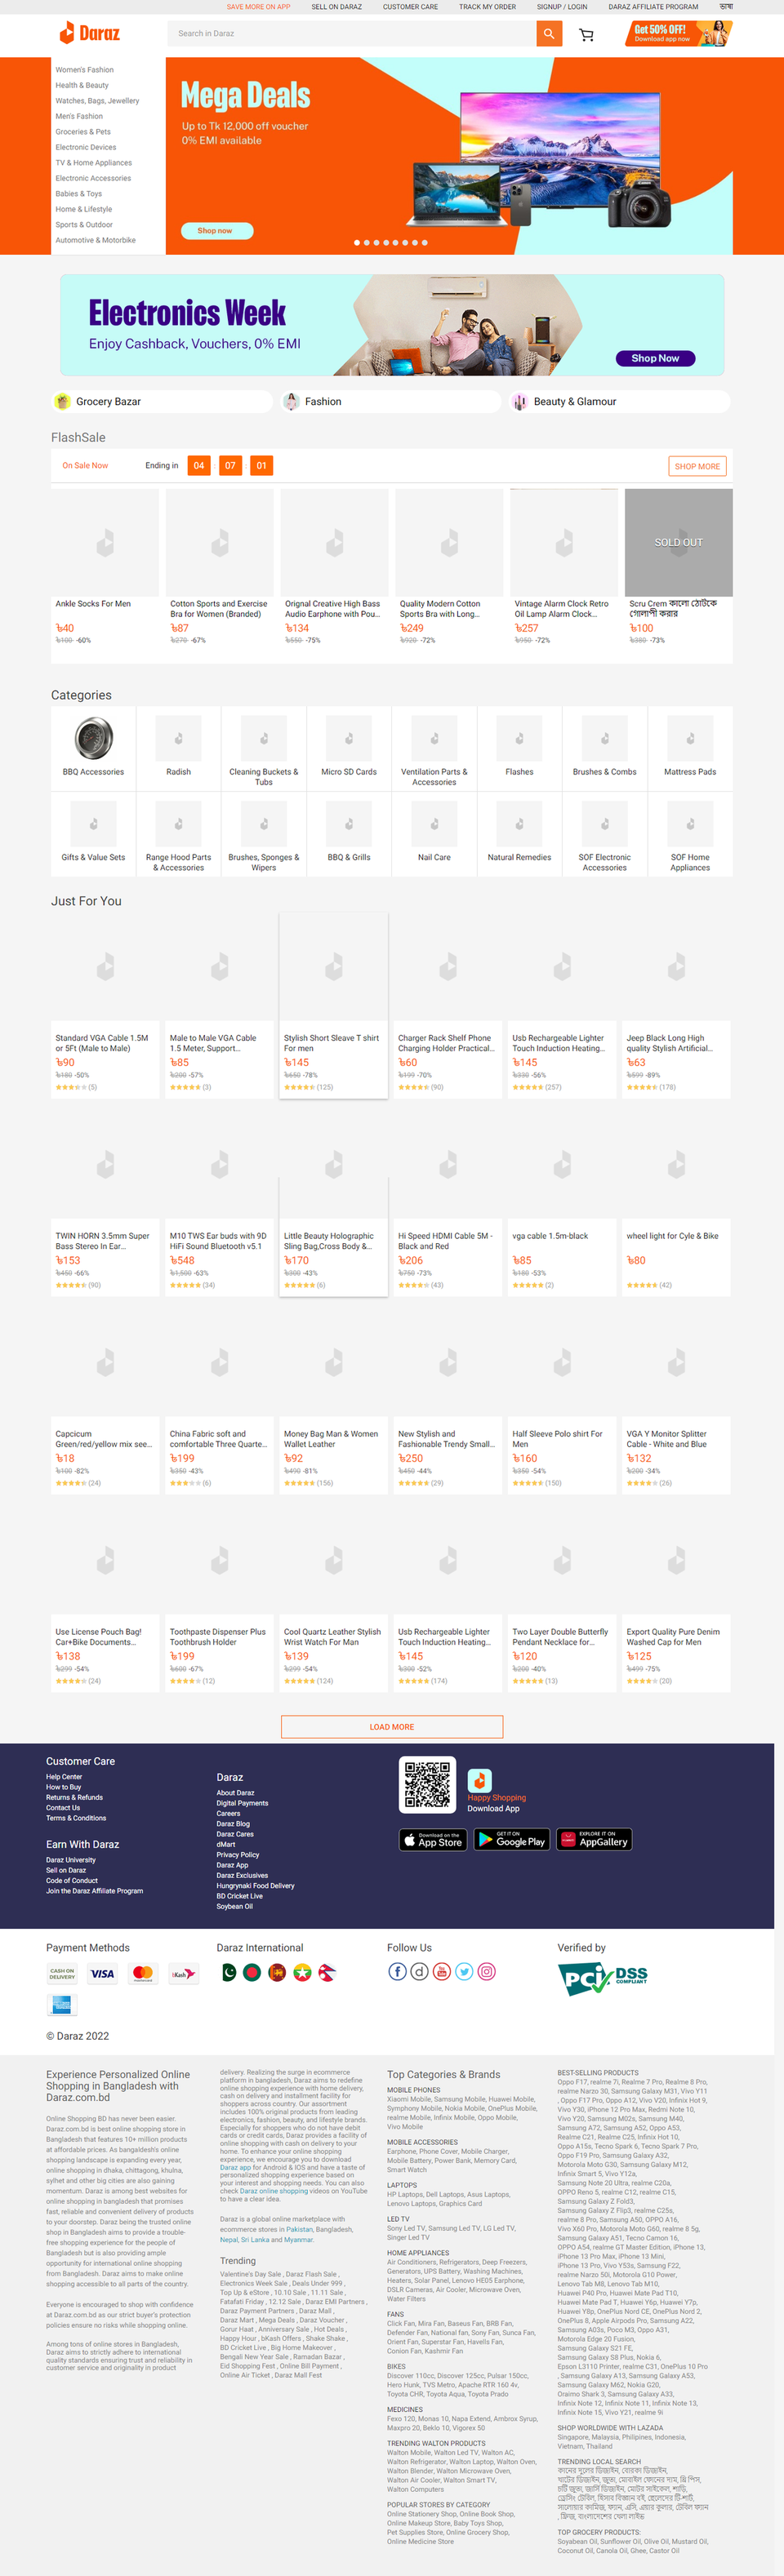 SAVE MORE ON APP
SELL ON DARAZ
CUSTOMER CARE
TRACK MY ORDER
SIGNUP / LOGIN
DARAZ AFFILIATE PROGRAM
ভাষা
Daraz
Search in Daraz
Get 50% OFF!
Download app now
Women's Fashion
Health & Beauty
Watches, Bags, Jewellery
Men's Fashion
Groceries & Pets
Electronic Devices
TV & Home Appliances
Electronic Accessories
Babies & Toys
Home & Lifestyle
Sports & Outdoor
Automotive & Motorbike
Mega Deals
Up to Tk 12,000 off voucher
0% EMI available
Shop now
Electronics Week
Enjoy Cashback, Vouchers, 0% EMI
Shop Now
Grocery Bazar
Fashion
Beauty & Glamour
FlashSale
On Sale Now
Ending in
04
07
01
SHOP MORE
SOLD OUT
Ankle Socks For Men
৳40
৳100 -60%
Cotton Sports and Exercise
Bra for Women (Branded)
৳87
৳270 -67%
Orignal Creative High Bass
Audio Earphone with Pou...
৳134
৳550 -75%
Quality Modern Cotton
Sports Bra with Long...
৳249
৳920 -72%
Vintage Alarm Clock Retro
Oil Lamp Alarm Clock...
৳257
৳950 -72%
Scru Crem কালো ঠোটকে
গোলাপী করার
৳100
৳380 -73%
Categories
BBQ Accessories
Radish
Cleaning Buckets &
Tubs
Micro SD Cards
Ventilation Parts &
Accessories
Flashes
Brushes & Combs
Mattress Pads
Gifts & Value Sets
Range Hood Parts
& Accessories
Brushes, Sponges &
Wipers
BBQ & Grills
Nail Care
Natural Remedies
SOF Electronic
Accessories
SOF Home
Appliances
Just For You
Standard VGA Cable 1.5M
or 5Ft (Male to Male)
৳90
৳180 -50%
(5)
Male to Male VGA Cable
1.5 Meter, Support...
৳85
৳200 -57%
(3)
Stylish Short Sleave T shirt
For men
৳145
৳650 -78%
(125)
Charger Rack Shelf Phone
Charging Holder Practical...
৳60
৳199 -70%
(90)
Usb Rechargeable Lighter
Touch Induction Heating...
৳145
৳330 -56%
(257)
Jeep Black Long High
quality Stylish Artificial...
৳63
৳599 -89%
(178)
TWIN HORN 3.5mm Super
Bass Stereo In Ear...
৳153
৳450 -66%
(90)
M10 TWS Ear buds with 9D
HiFi Sound Bluetooth v5.1
৳548
৳1,500 -63%
(34)
Little Beauty Holographic
Sling Bag,Cross Body &...
৳170
৳300 -43%
(6)
Hi Speed HDMI Cable 5M -
Black and Red
৳206
৳750 -73%
(43)
vga cable 1.5m-black
৳85
৳180 -53%
(2)
wheel light for Cyle & Bike
৳80
(42)
Capcicum
Green/red/yellow mix see...
৳18
৳100 -82%
(24)
China Fabric soft and
comfortable Three Quarte...
৳199
৳350 -43%
(6)
Money Bag Man & Women
Wallet Leather
৳92
৳490 -81%
(156)
New Stylish and
Fashionable Trendy Small...
৳250
৳450 -44%
(29)
Half Sleeve Polo shirt For
Men
৳160
৳350 -54%
(150)
VGA Y Monitor Splitter
Cable - White and Blue
৳132
৳200 -34%
(26)
Use License Pouch Bag!
Car+Bike Documents...
৳138
৳299 -54%
(24)
Toothpaste Dispenser Plus
Toothbrush Holder
৳199
৳600 -67%
(12)
Cool Quartz Leather Stylish
Wrist Watch For Man
৳139
৳299 -54%
(124)
Usb Rechargeable Lighter
Touch Induction Heating...
৳145
৳300 -52%
(174)
Two Layer Double Butterfly
Pendant Necklace for...
৳120
৳200 -40%
(13)
Export Quality Pure Denim
Washed Cap for Men
৳125
৳499 -75%
(20)
LOAD MORE
Customer Care
Help Center
How to Buy
Returns & Refunds
Contact Us
Terms & Conditions
Earn With Daraz
Daraz University
Sell on Daraz
Code of Conduct
Join the Daraz Affiliate Program
Daraz
About Daraz
Digital Payments
Careers
Daraz Blog
Daraz Cares
dMart
Privacy Policy
Daraz App
Daraz Exclusives
Hungrynaki Food Delivery
BD Cricket Live
Soybean Oil
Happy Shopping
Download App
Download on the
App Store
GET IT ON
Google Play
EXPLORE IT ON
AppGallery
Payment Methods
CASH ON
DELIVERY
VISA
bKash
Daraz International
Follow Us
Verified by
PCI DSS
COMPLIANT
© Daraz 2022
Experience Personalized Online
Shopping in Bangladesh with
Daraz.com.bd
Online Shopping BD has never been easier.
Daraz.com.bd is best online shopping store in
Bangladesh that features 10+ million products
at affordable prices. As bangaldesh's online
shopping landscape is expanding every year,
online shopping in dhaka, chittagong, khulna,
sylhet and other big cities are also gaining
momentum. Daraz is among best websites for
online shopping in bangladesh that promises
fast, reliable and convenient delivery of products
to your doorstep. Daraz being the trusted online
shop in Bangladesh aims to provide a trouble-
free shopping experience for the people of
Bangladesh but is also providing ample
opportunity for international online shopping
from Bangladesh. Daraz aims to make online
shopping accessible to all parts of the country.
Everyone is encouraged to shop with confidence
at Daraz.com.bd as our strict buyer's protection
policies ensure no risks while shopping online.
Among tons of online stores in Bangladesh,
Daraz aims to strictly adhere to international
quality standards ensuring trust and reliability in
customer service and originality in product
delivery. Realizing the surge in ecommerce
platform in bangladesh, Daraz aims to redefine
online shopping experience with home delivery,
cash on delivery and installment facility for
shoppers across country. Our assortment
includes 100% original products from leading
electronics, fashion, beauty, and lifestyle brands.
Especially for shoppers who do not have debit
cards or credit cards, Daraz provides a facility of
online shopping with cash on delivery to your
home. To enhance your online shopping
experience, we encourage you to download
Daraz app for Android & IOS and have a taste of
personalized shopping experience based on
your interest and shopping needs. You can also
check Daraz online shopping videos on YouTube
to have a clear idea.
Daraz is a global online marketplace with
ecommerce stores in Pakistan, Bangladesh,
Nepal, Sri Lanka and Myanmar.
Trending
Valentine's Day Sale , Daraz Flash Sale ,
Electronics Week Sale , Deals Under 999 ,
Top Up & eStore , 10.10 Sale , 11.11 Sale ,
Fatafati Friday , 12.12 Sale , Daraz EMI Partners ,
Daraz Payment Partners , Daraz Mall ,
Daraz Mart , Mega Deals , Daraz Voucher ,
Gorur Haat , Anniversary Sale , Hot Deals ,
Happy Hour , bKash Offers , Shake Shake ,
BD Cricket Live , Big Home Makeover ,
Bengali New Year Sale , Ramadan Bazar ,
Eid Shopping Fest , Online Bill Payment ,
Online Air Ticket , Daraz Mall Fest
Top Categories & Brands
MOBILE PHONES
Xiaomi Mobile, Samsung Mobile, Huawei Mobile,
Symphony Mobile, Nokia Mobile, OnePlus Mobile,
realme Mobile, Infinix Mobile, Oppo Mobile,
Vivo Mobile
MOBILE ACCESSORIES
Earphone, Phone Cover, Mobile Charger,
Mobile Battery, Power Bank, Memory Card,
Smart Watch
LAPTOPS
HP Laptops, Dell Laptops, Asus Laptops,
Lenovo Laptops, Graphics Card
LED TV
Sony Led TV, Samsung Led TV, LG Led TV,
Singer Led TV
HOME APPLIANCES
Air Conditioners, Refrigerators, Deep Freezers,
Generators, UPS Battery, Washing Machines,
Heaters, Solar Panel, Lenovo HE05 Earphone,
DSLR Cameras, Air Cooler, Microwave Oven,
Water Filters
FANS
Click Fan, Mira Fan, Baseus Fan, BRB Fan,
Defender Fan, National fan, Sony Fan, Sunca Fan,
Orient Fan, Superstar Fan, Havells Fan,
Conion Fan, Kashmir Fan
BIKES
Discover 110cc, Discover 125cc, Pulsar 150cc,
Hero Hunk, TVS Metro, Apache RTR 160 4v,
Toyota CHR, Toyota Aqua, Toyota Prado
MEDICINES
Fexo 120, Monas 10, Napa Extend, Ambrox Syrup,
Maxpro 20, Beklo 10, Vigorex 50
TRENDING WALTON PRODUCTS
Walton Mobile, Walton Led TV, Walton AC,
Walton Refrigerator, Walton Laptop, Walton Oven,
Walton Blender, Walton Microwave Oven,
Walton Air Cooler, Walton Smart TV,
Walton Computers
POPULAR STORES BY CATEGORY
Online Stationery Shop, Online Book Shop,
Online Makeup Store, Baby Toys Shop,
Pet Supplies Store, Online Grocery Shop,
Online Medicine Store
BEST-SELLING PRODUCTS
Oppo F17, realme 7i, Realme 7 Pro, Realme 8 Pro,
realme Narzo 30, Samsung Galaxy M31, Vivo Y11
, Oppo F17 Pro, Oppo A12, Vivo V20, Infinix Hot 9,
Vivo Y30, iPhone 12 Pro Max, Redmi Note 10,
Vivo Y20, Samsung M02s, Samsung M40,
Samsung A72, Samsung A52, Oppo A53,
Realme C21, Realme C25, Infinix Hot 10,
Oppo A15s, Tecno Spark 6, Tecno Spark 7 Pro,
Oppo F19 Pro, Samsung Galaxy A32,
Motorola Moto G30, Samsung Galaxy M12,
Infinix Smart 5, Vivo Y12a,
Samsung Note 20 Ultra, realme C20a,
OPPO Reno 5, realme C12, realme C15,
Samsung Galaxy Z Fold3,
Samsung Galaxy Z Flip3, realme C25s,
realme 8 Pro, Samsung A50, OPPO A16,
Vivo X60 Pro, Motorola Moto G60, realme 8 5g,
Samsung Galaxy A51, Tecno Camon 16,
OPPO A54, realme GT Master Edition, iPhone 13,
iPhone 13 Pro Max, iPhone 13 Mini,
iPhone 13 Pro, Vivo Y53s, Samsung F22,
realme Narzo 50i, Motorola G10 Power,
Lenovo Tab M8, Lenovo Tab M10,
Huawei P40 Pro, Huawei Mate Pad T10,
Huawei Mate Pad T, Huawei Y6p, Huawei Y7p,
Huawei Y8p, OnePlus Nord CE, OnePlus Nord 2,
OnePlus 8, Apple Airpods Pro, Samsung A22,
Samsung A03s, Poco M3, Oppo A31,
Motorola Edge 20 Fusion,
Samsung Galaxy S21 FE,
Samsung Galaxy S8 Plus, Nokia 6,
Epson L3110 Printer, realme C31, OnePlus 10 Pro
, Samsung Galaxy A13, Samsung Galaxy A53,
Samsung Galaxy M62, Nokia G20,
Oraimo Shark 3, Samsung Galaxy A33,
Infinix Note 12, Infinix Note 11, Infinix Note 13,
Infinix Note 15, Vivo Y21, realme 9i
SHOP WORLDWIDE WITH LAZADA
Singapore, Malaysia, Philipines, Indonesia,
Vietnam, Thailand
TRENDING LOCAL SEARCH
কানের দুলের ডিজাইন, বোরকা ডিজাইন,
খাটের ডিজাইন, জুতা, মোবাইল ফোনের দাম, থ্রি পিস,
চটি জুতা, জার্সি ডিজাইন, মোটর সাইকেল, শাড়ি,
ড্রেসিং টেবিল, হিসাব বিজ্ঞান বই, ছেলেদের টি-শার্ট,
সালোয়ার কামিজ, ফ্যান, এসি, এয়ার কুলার, টেবিল ফ্যান
, ফ্রিজ, বাংলাদেশের খেলা লাইভ
TOP GROCERY PRODUCTS:
Soyabean Oil, Sunflower Oil, Olive Oil, Mustard Oil,
Coconut Oil, Canola Oil, Ghee, Castor Oil